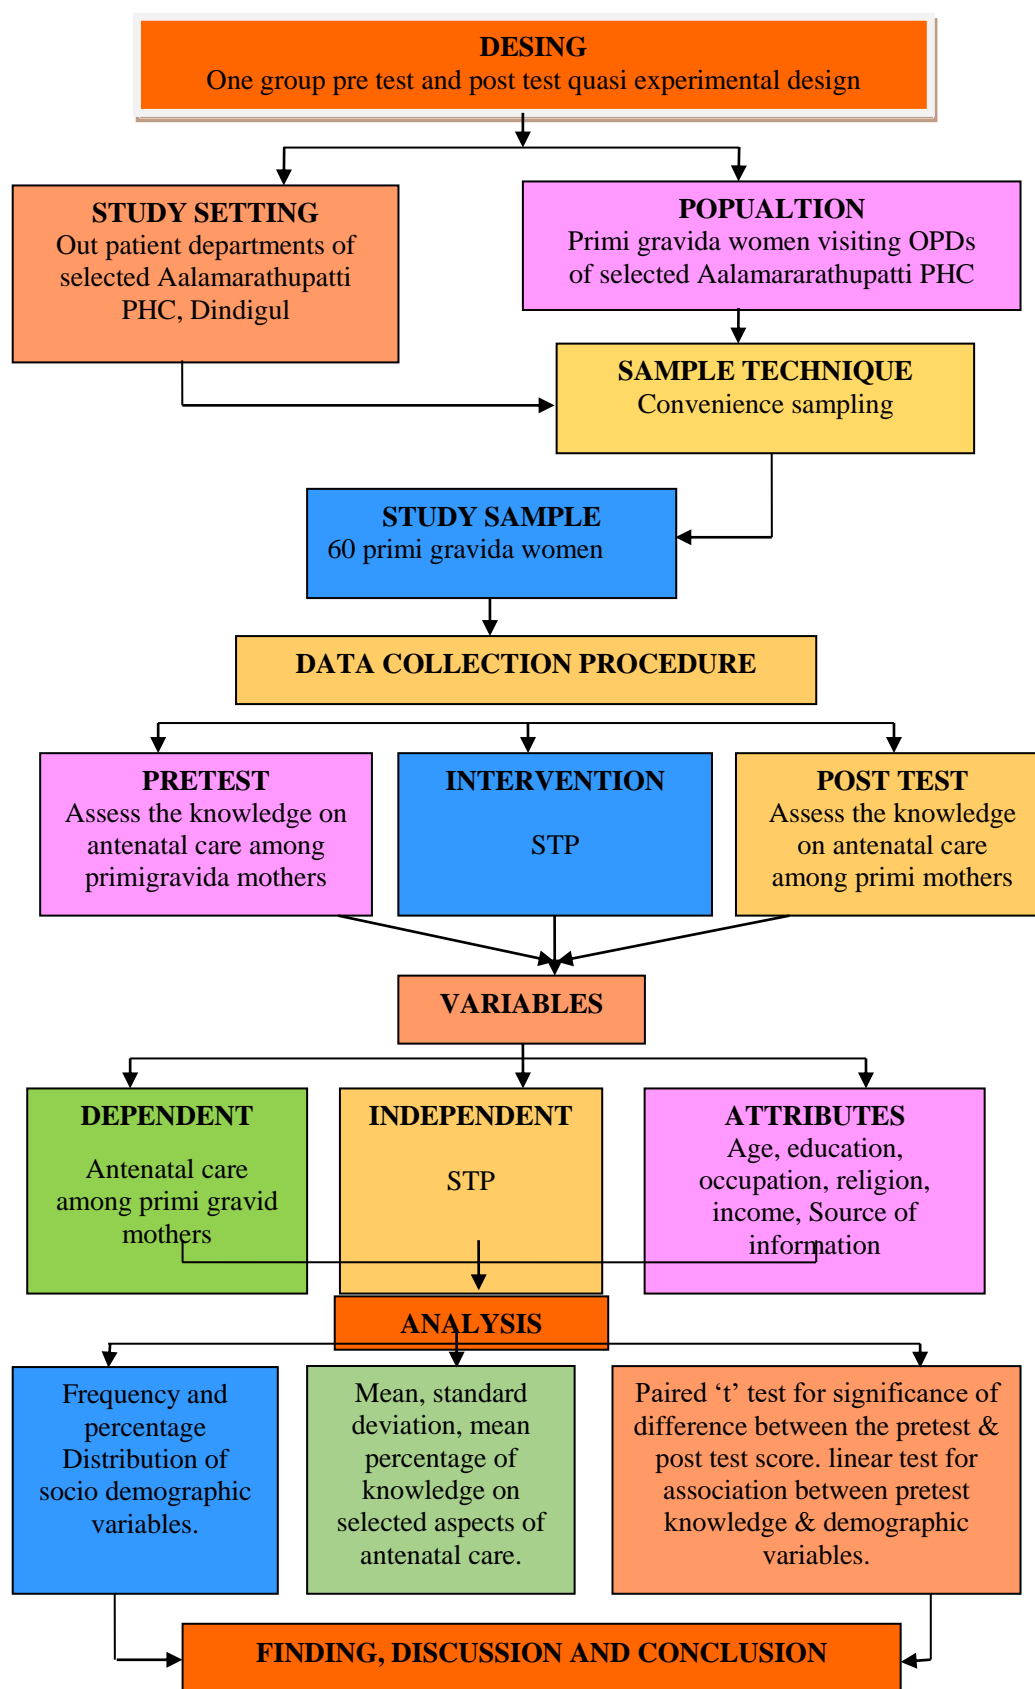 DESING
One group pre test and post test quasi experimental design
STUDY SETTING
Out patient departments of
selected Aalamarathupatti
PHC, Dindigul
POPUALTION
Primi gravida women visiting OPDs
of selected Aalamararathupatti PHC
SAMPLE TECHNIQUE
Convenience sampling
STUDY SAMPLE
60 primi gravida women
DATA COLLECTION PROCEDURE
PRETEST
Assess the knowledge on
antenatal care among
primigravida mothers
INTERVENTION
STP
POST TEST
Assess the knowledge
on antenatal care
among primi mothers
VARIABLES
DEPENDENT
Antenatal care
among primi gravid
mothers
INDEPENDENT
STP
ATTRIBUTES
Age, education,
occupation, religion,
income, Source of
information
ANALYSIS
Frequency and
percentage
Distribution of
socio demographic
variables.
Mean, standard
deviation, mean
percentage of
knowledge on
selected aspects of
antenatal care.
Paired ‘t’ test for significance of
difference between the pretest &
post test score. linear test for
association between pretest
knowledge & demographic
variables.
FINDING, DISCUSSION AND CONCLUSION